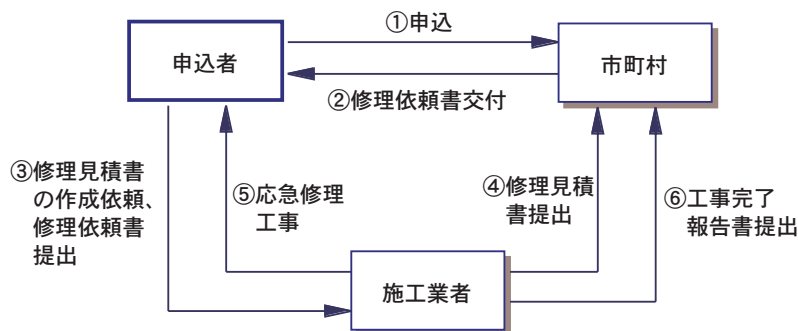 ①申込
申込者
市町村
②修理依頼書交付
③修理見積書
の作成依頼、
修理依頼書
提出
⑤応急修理
工事
④修理見積
書提出
⑥工事完了
報告書提出
施工業者